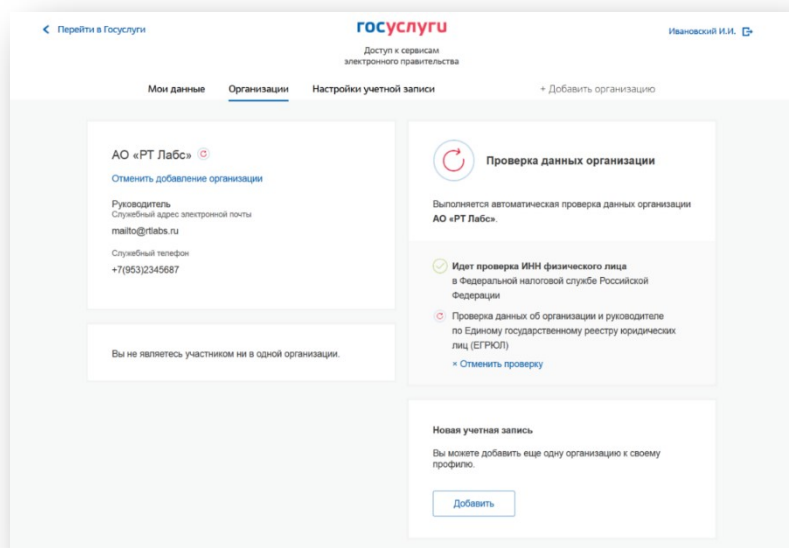 Перейти в Госуслуги
госуслуги
Ивановский И.И.
Доступ к сервисам
электронного правительства
Мои данные
Организации
Настройки учетной записи
+ Добавить организацию
АО «РТ Лабс»
Отменить добавление организации
Руководитель
Служебный адрес электронной почты
mailto@rtlabs.ru
Служебный телефон
+7(953)2345687
Вы не являетесь участником ни в одной организации.
Проверка данных организации
Выполняется автоматическая проверка данных организации
АО «РТ Лабс».
Идет проверка ИНН физического лица
в Федеральной налоговой службе Российской
Федерации
Проверка данных об организации и руководителе
по Единому государственному реестру юридических
лиц (ЕГРЮЛ)
× Отменить проверку
Новая учетная запись
Вы можете добавить еще одну организацию к своему
профилю.
Добавить